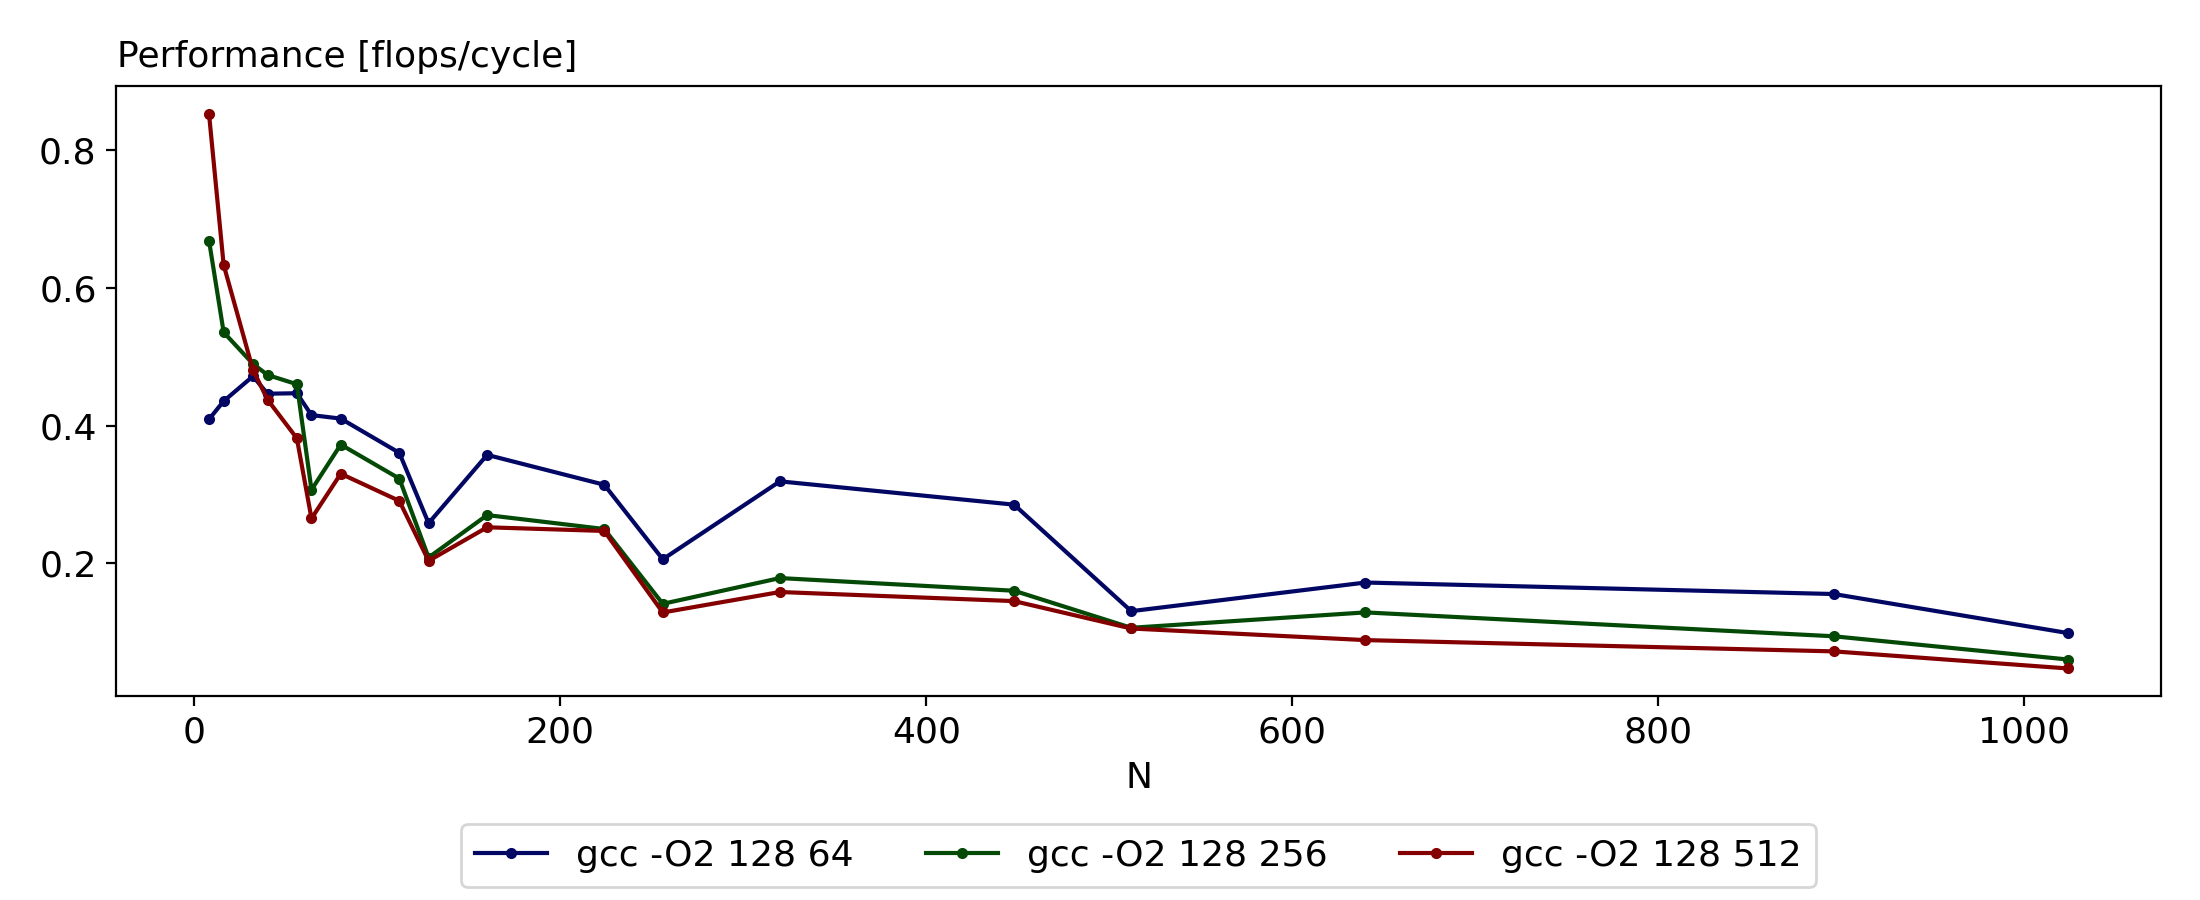 Performance [flops/cycle]
0.8
0.6
0.4
0.2
0 200 400 600 800 1000
N
gcc -O2 128 64 gcc -O2 128 256 gcc -O2 128 512